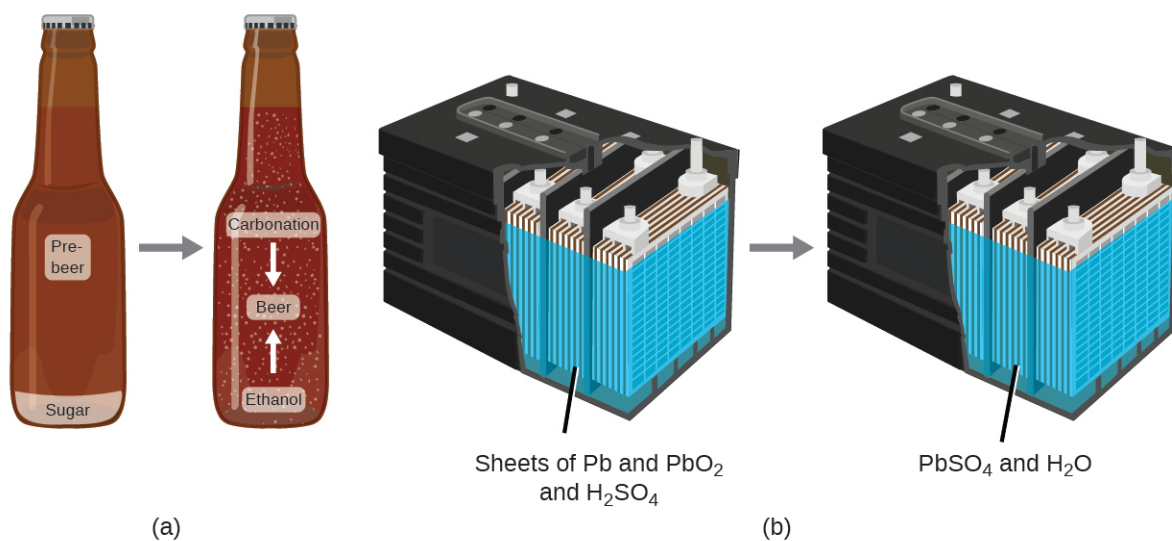 Pre-
beer
Sugar
Carbonation
Beer
Ethanol
(a)
Sheets of Pb and PbO₂
and H₂SO₄
PbSO₄ and H₂O
(b)